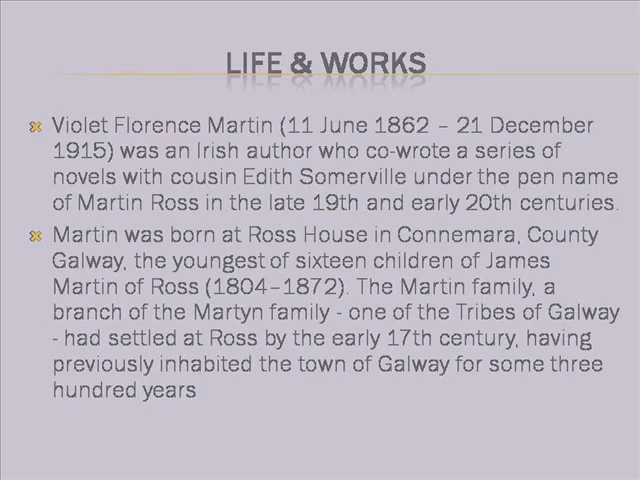 LIFE & WORKS
Violet Florence Martin (11 June 1862 – 21 December
1915) was an Irish author who co-wrote a series of
novels with cousin Edith Somerville under the pen name
of Martin Ross in the late 19th and early 20th centuries.
Martin was born at Ross House in Connemara, County
Galway, the youngest of sixteen children of James
Martin of Ross (1804–1872). The Martin family, a
branch of the Martyn family - one of the Tribes of Galway
- had settled at Ross by the early 17th century, having
previously inhabited the town of Galway for some three
hundred years